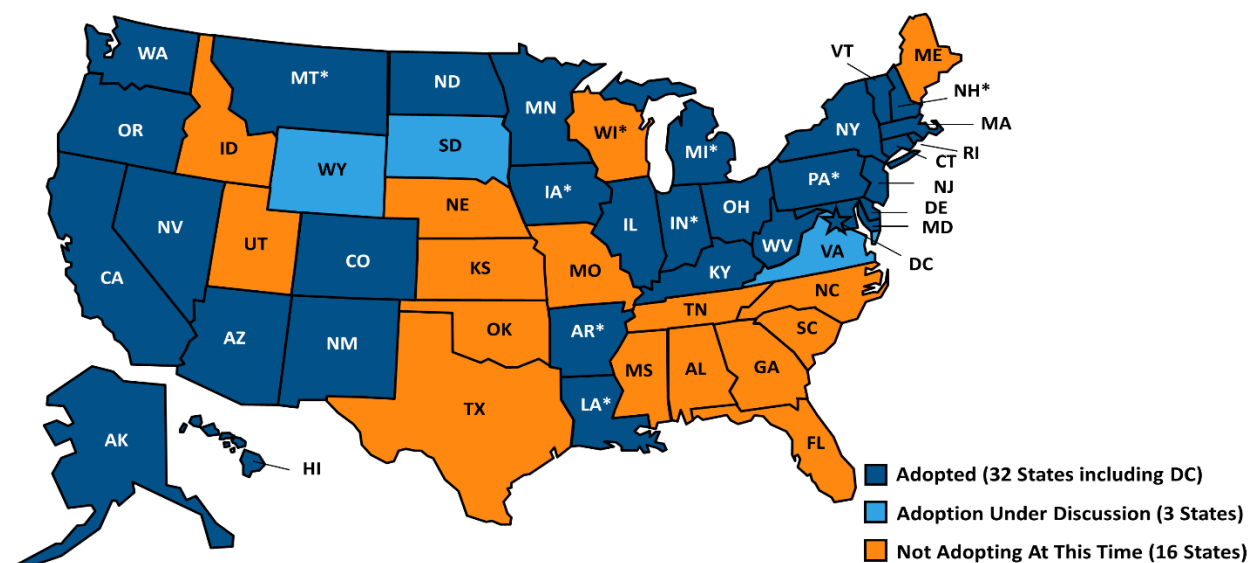 WA
MT*
ND
MN
VT
ME
NH*
OR
ID
WY
SD
WI*
MI*
NY
MA
RI
CT
NV
UT
CO
NE
IA*
IL
IN*
OH
PA*
NJ
DE
MD
DC
CA
KS
MO
KY
WV
VA
AZ
NM
OK
AR*
TN
NC
SC
TX
LA*
MS
AL
GA
FL
AK
HI
Adopted (32 States including DC)
Adoption Under Discussion (3 States)
Not Adopting At This Time (16 States)